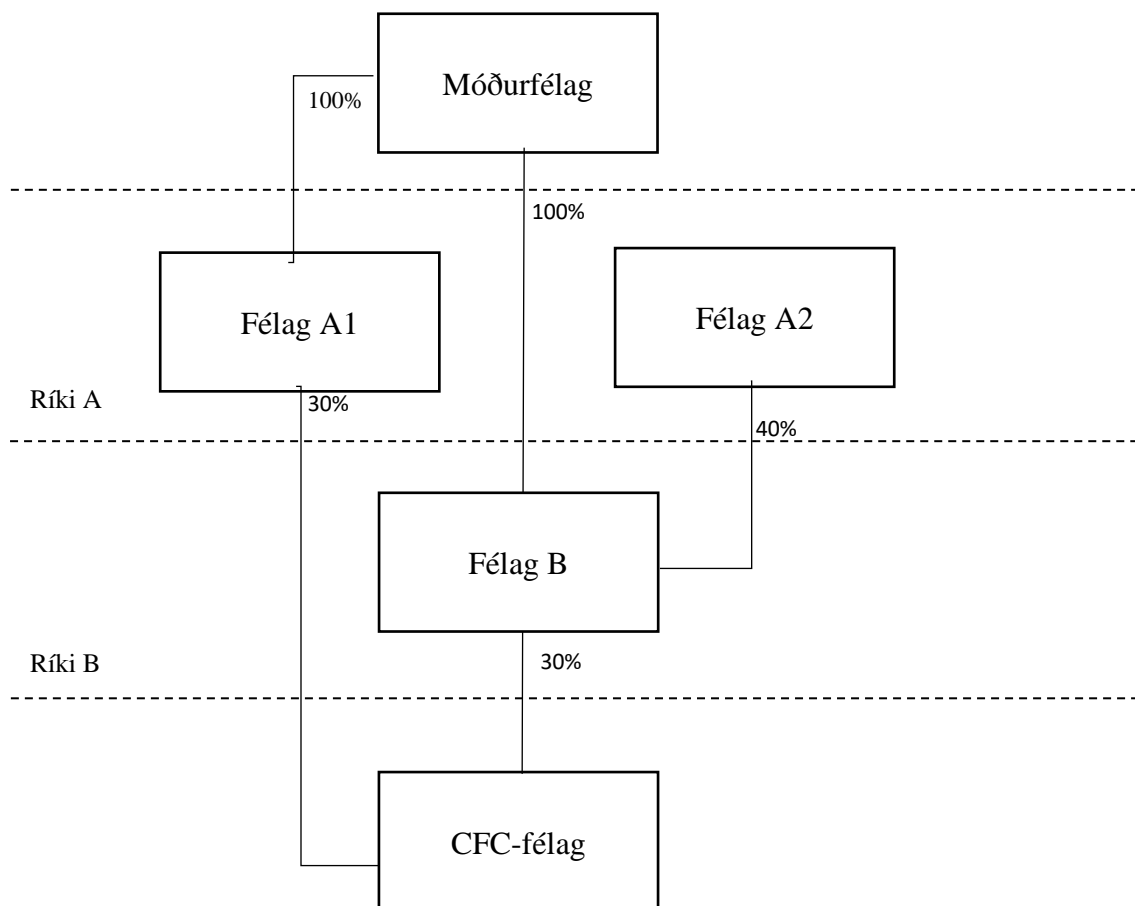 Móðurfélag
100%
100%
Félag A1
Félag A2
Ríki A
30%
40%
Félag B
Ríki B
30%
CFC-félag